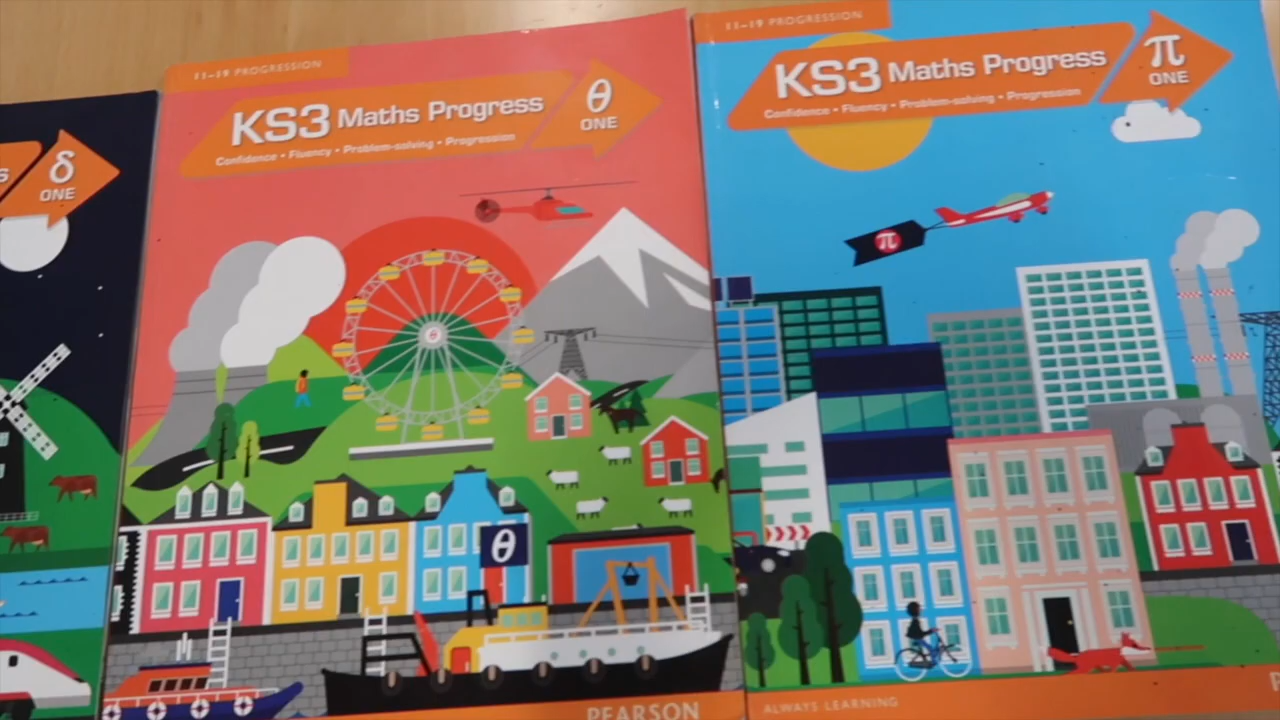 s
δ
ONE
11–19 PROGRESSION
KS3 Maths Progress
Confidence • Fluency • Problem-solving • Progression
θ
ONE
θ
θ
PEARSON
11–19 PROGRESSION
KS3 Maths Progress
Confidence • Fluency • Problem-solving • Progression
π
ONE
π
ALWAYS LEARNING
P